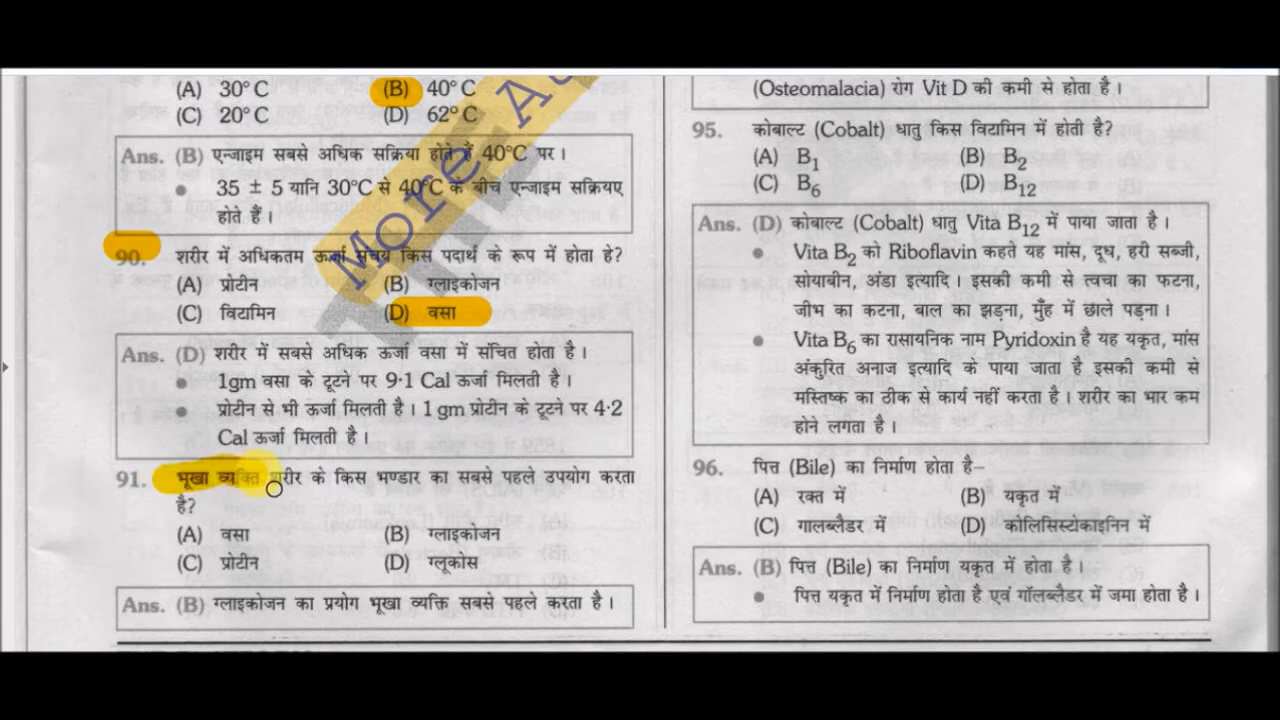 (A) 30° C (B) 40° C
(C) 20° C (D) 62° C
Ans. (B) एन्जाइम सबसे अधिक सक्रिया होते हैं 40°C पर।
● 35 ± 5 यानि 30°C से 40°C के बीच एन्जाइम सक्रियए
होते हैं।
90. शरीर में अधिकतम ऊर्जा संचय किस पदार्थ के रूप में होता हे?
(A) प्रोटीन (B) ग्लाइकोजन
(C) विटामिन (D) वसा
Ans. (D) शरीर में सबसे अधिक ऊर्जा वसा में संचित होता है।
● 1gm वसा के टूटने पर 9·1 Cal ऊर्जा मिलती है।
● प्रोटीन से भी ऊर्जा मिलती है। 1 gm प्रोटीन के टूटने पर 4·2
Cal ऊर्जा मिलती है।
91. भूखा व्यक्ति शरीर के किस भण्डार का सबसे पहले उपयोग करता
है?
(A) वसा (B) ग्लाइकोजन
(C) प्रोटीन (D) ग्लूकोस
Ans. (B) ग्लाइकोजन का प्रयोग भूखा व्यक्ति सबसे पहले करता है।
(Osteomalacia) रोग Vit D की कमी से होता है।
95. कोबाल्ट (Cobalt) धातु किस विटामिन में होती है?
(A) B1 (B) B2
(C) B6 (D) B12
Ans. (D) कोबाल्ट (Cobalt) धातु Vita B12 में पाया जाता है।
● Vita B2 को Riboflavin कहते यह मांस, दूध, हरी सब्जी,
सोयाबीन, अंडा इत्यादि। इसकी कमी से त्वचा का फटना,
जीभ का कटना, बाल का झड़ना, मुँह में छाले पड़ना।
● Vita B6 का रासायनिक नाम Pyridoxin है यह यकृत, मांस
अंकुरित अनाज इत्यादि के पाया जाता है इसकी कमी से
मस्तिष्क का ठीक से कार्य नहीं करता है। शरीर का भार कम
होने लगता है।
96. पित्त (Bile) का निर्माण होता है–
(A) रक्त में (B) यकृत में
(C) गालब्लैडर में (D) कोलिसिस्टोकाइनिन में
Ans. (B) पित्त (Bile) का निर्माण यकृत में होता है।
● पित्त यकृत में निर्माण होता है एवं गॉलब्लैडर में जमा होता है।
More A